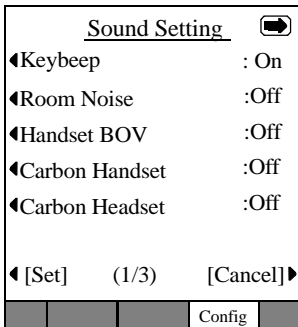 Sound Setting
Keybeep : On
Room Noise :Off
Handset BOV :Off
Carbon Handset :Off
Carbon Headset :Off
[Set] (1/3) [Cancel]
Config